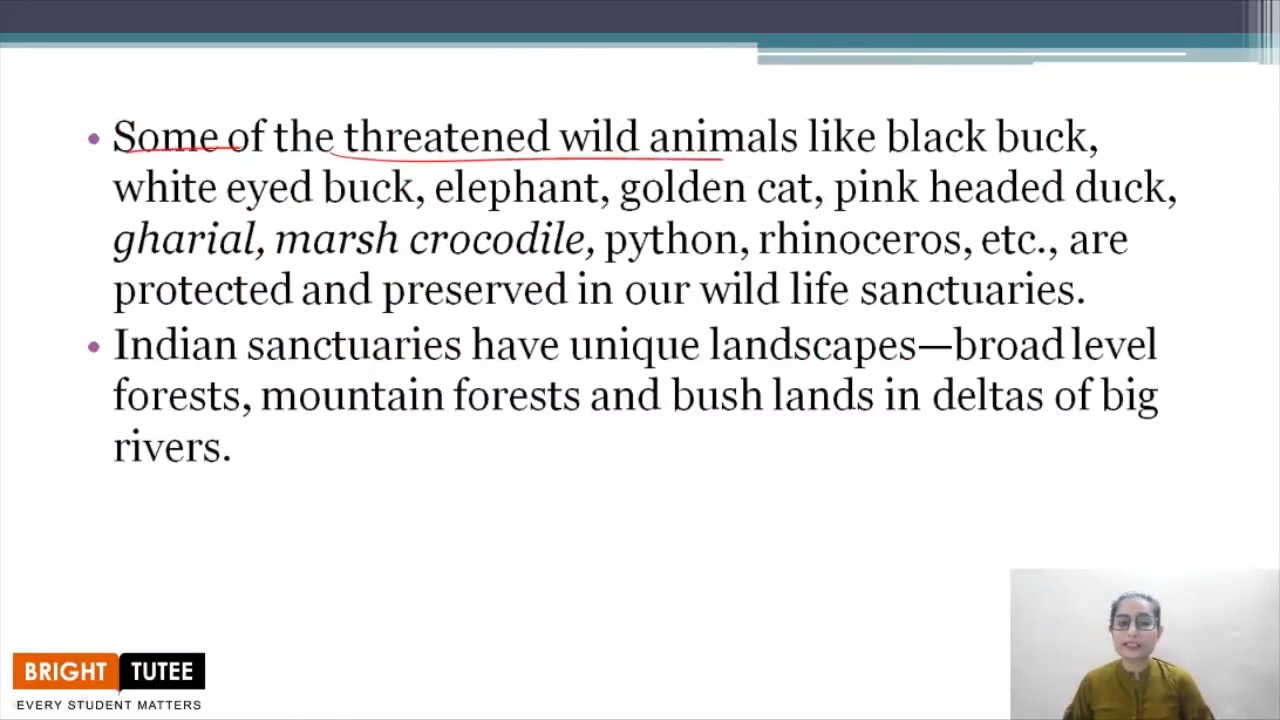 • Some of the threatened wild animals like black buck,
white eyed buck, elephant, golden cat, pink headed duck,
gharial, marsh crocodile, python, rhinoceros, etc., are
protected and preserved in our wild life sanctuaries.
• Indian sanctuaries have unique landscapes—broad level
forests, mountain forests and bush lands in deltas of big
rivers.
BRIGHT TUTEE
EVERY STUDENT MATTERS